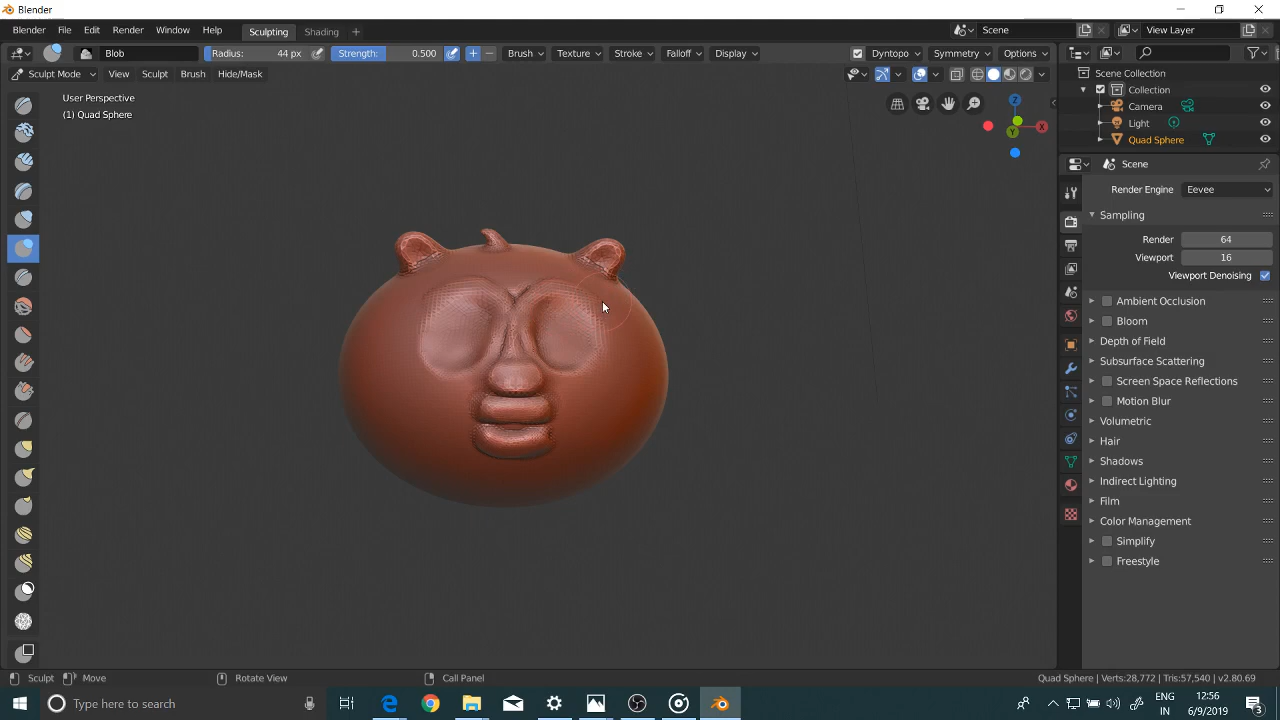 Blender
Blender File Edit Render Window Help Sculpting Shading + Scene View Layer
Blob Radius: 44 px Strength: 0.500 Brush Texture Stroke Falloff Display Dyntopo Symmetry Options
Sculpt Mode View Sculpt Brush Hide/Mask
User Perspective
(1) Quad Sphere
Z
X
Y
Scene Collection
Collection
Camera
Light
Quad Sphere
Scene
Render Engine Eevee
Sampling
Render 64
Viewport 16
Viewport Denoising
Ambient Occlusion
Bloom
Depth of Field
Subsurface Scattering
Screen Space Reflections
Motion Blur
Volumetric
Hair
Shadows
Indirect Lighting
Film
Color Management
Simplify
Freestyle
Sculpt Move Rotate View Call Panel Quad Sphere | Verts:28,772 | Tris:57,540 | v2.80.69
Type here to search
ENG
IN
12:56
6/9/2019
3